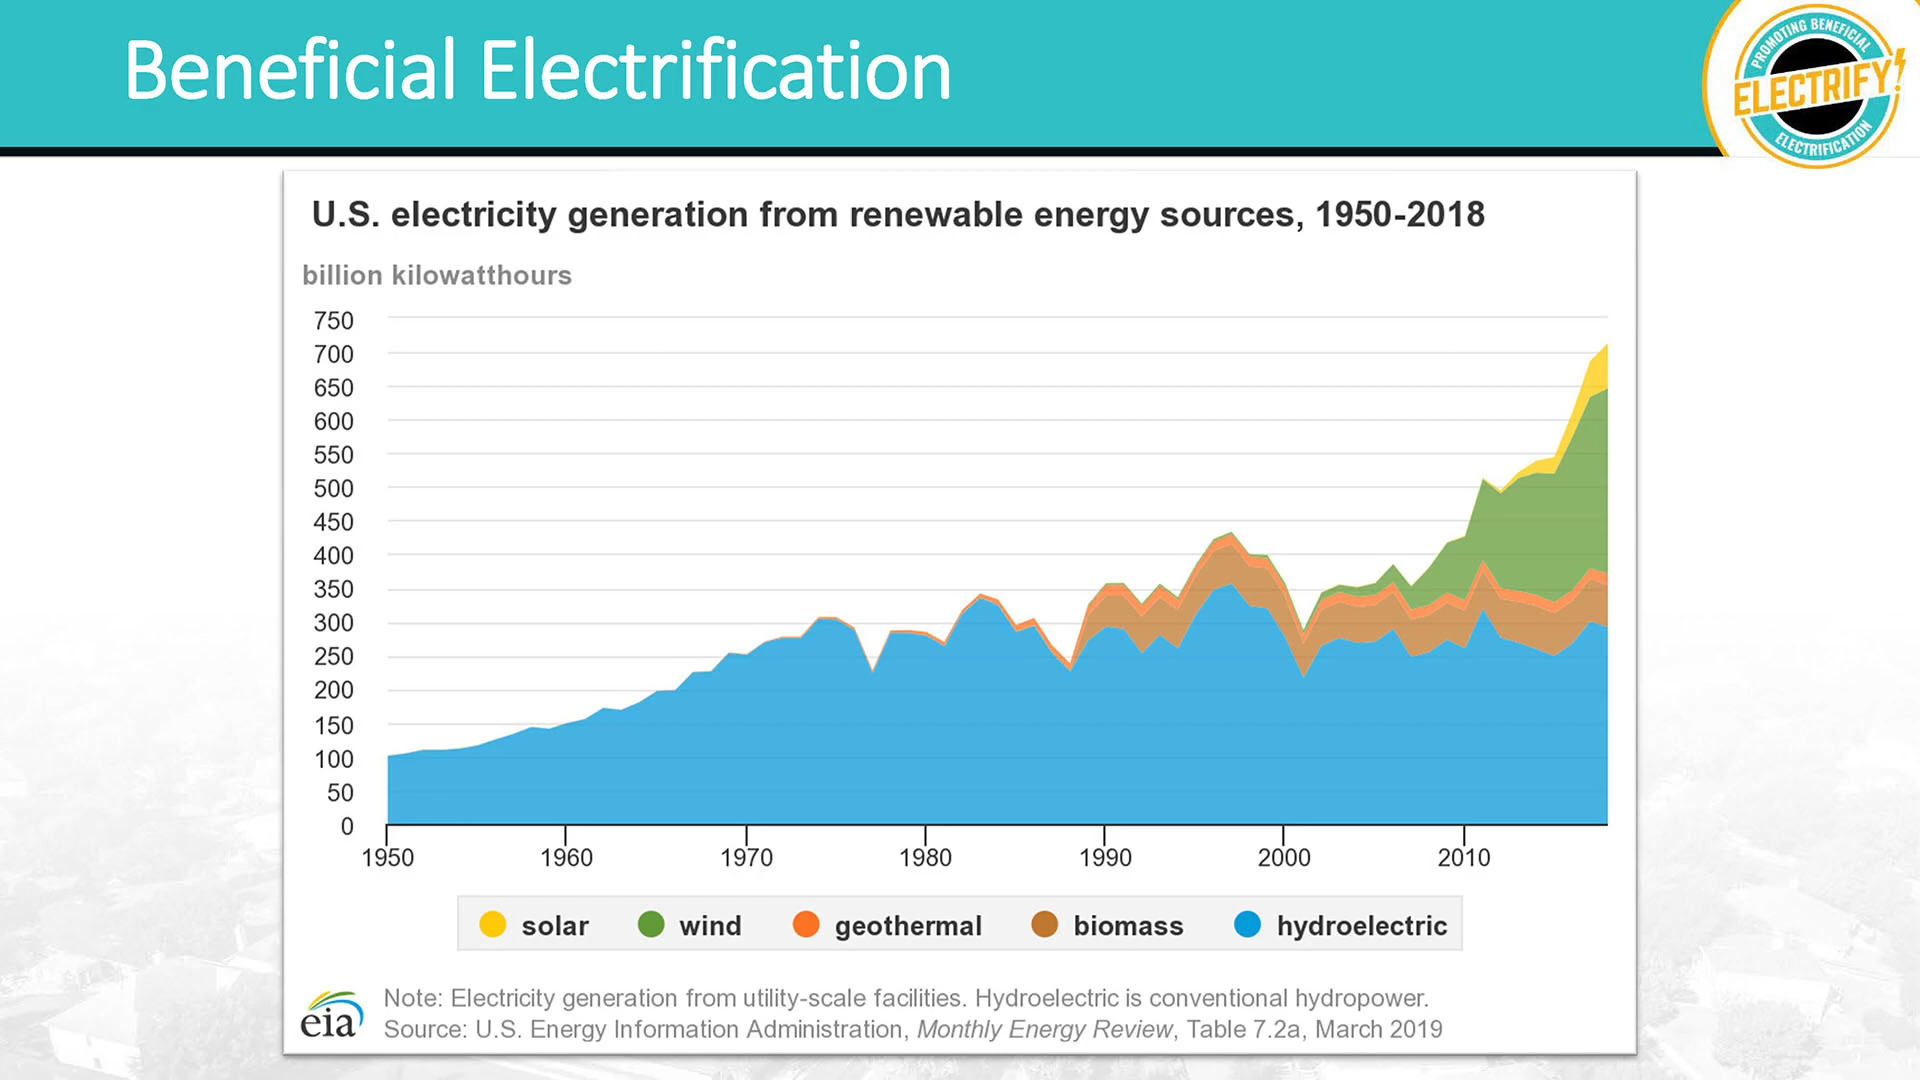 Beneficial Electrification
PROMOTING BENEFICIAL
ELECTRIFY!
ELECTRIFICATION
U.S. electricity generation from renewable energy sources, 1950-2018
billion kilowatthours
750
700
650
600
550
500
450
400
350
300
250
200
150
100
50
0
1950 1960 1970 1980 1990 2000 2010
solar wind geothermal biomass hydroelectric
eia
Note: Electricity generation from utility-scale facilities. Hydroelectric is conventional hydropower.
Source: U.S. Energy Information Administration, Monthly Energy Review, Table 7.2a, March 2019